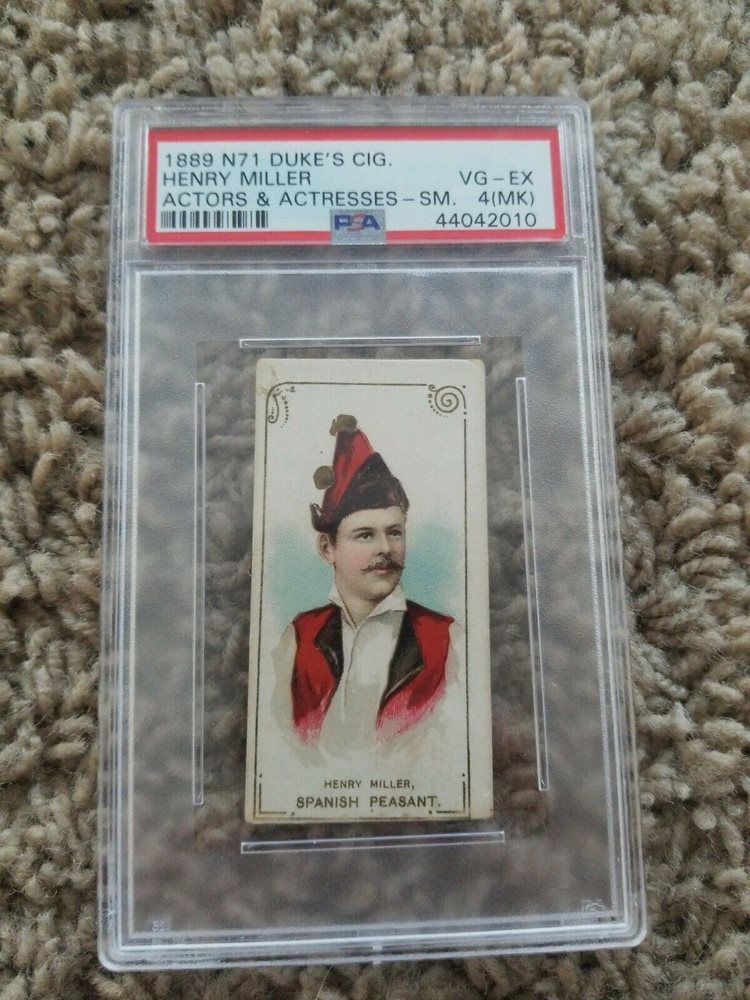 1889 N71 DUKE'S CIG.
HENRY MILLER VG-EX
ACTORS & ACTRESSES-SM. 4(MK)
PSA 44042010
HENRY MILLER,
SPANISH PEASANT.